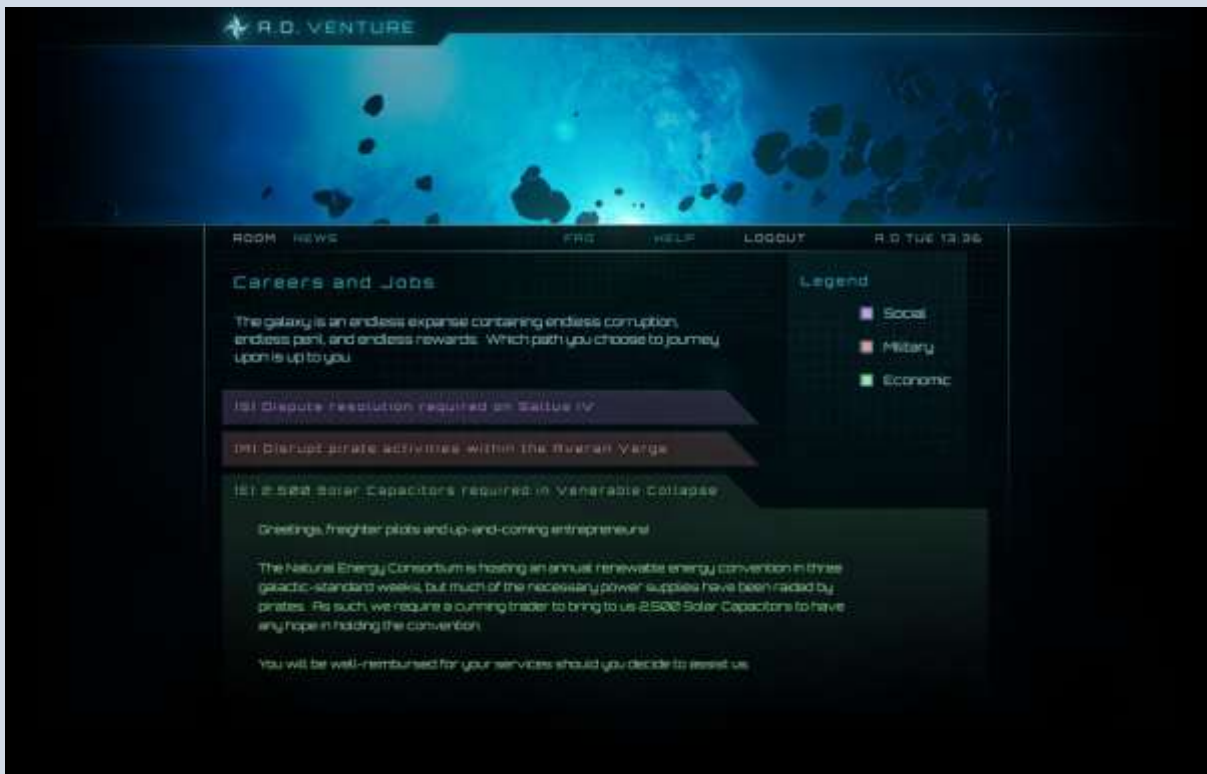 A.D. VENTURE
ROOM NEWS FAQ HELP LOGOUT A.D TUE 13:36
Careers and Jobs
The galaxy is an endless expanse containing endless corruption,
endless peril, and endless rewards. Which path you choose to journey
upon is up to you.
Legend
Social
Military
Economic
[S] Dispute resolution required on Saltus IV
[M] Disrupt pirate activities within the Averan Verge
[E] 2,500 Solar Capacitors required in Venerable Collapse
Greetings, freighter pilots and up-and-coming entrepreneurs!
The Natural Energy Consortium is hosting an annual renewable energy convention in three
galactic-standard weeks, but much of the necessary power supplies have been raided by
pirates. As such, we require a cunning trader to bring to us 2,500 Solar Capacitors to have
any hope in holding the convention.
You will be well-reimbursed for your services should you decide to assist us.